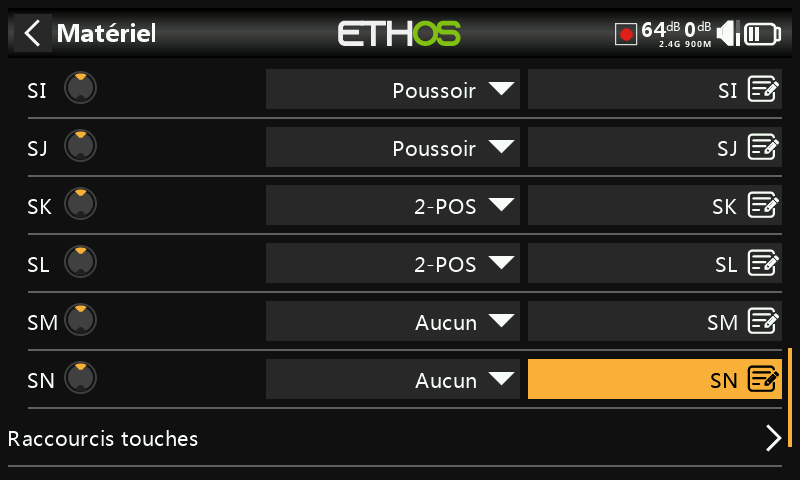 Matériel ETHOS 64dB 0dB
2.4G 900M
SI Poussoir SI
SJ Poussoir SJ
SK 2-POS SK
SL 2-POS SL
SM Aucun SM
SN Aucun SN
Raccourcis touches